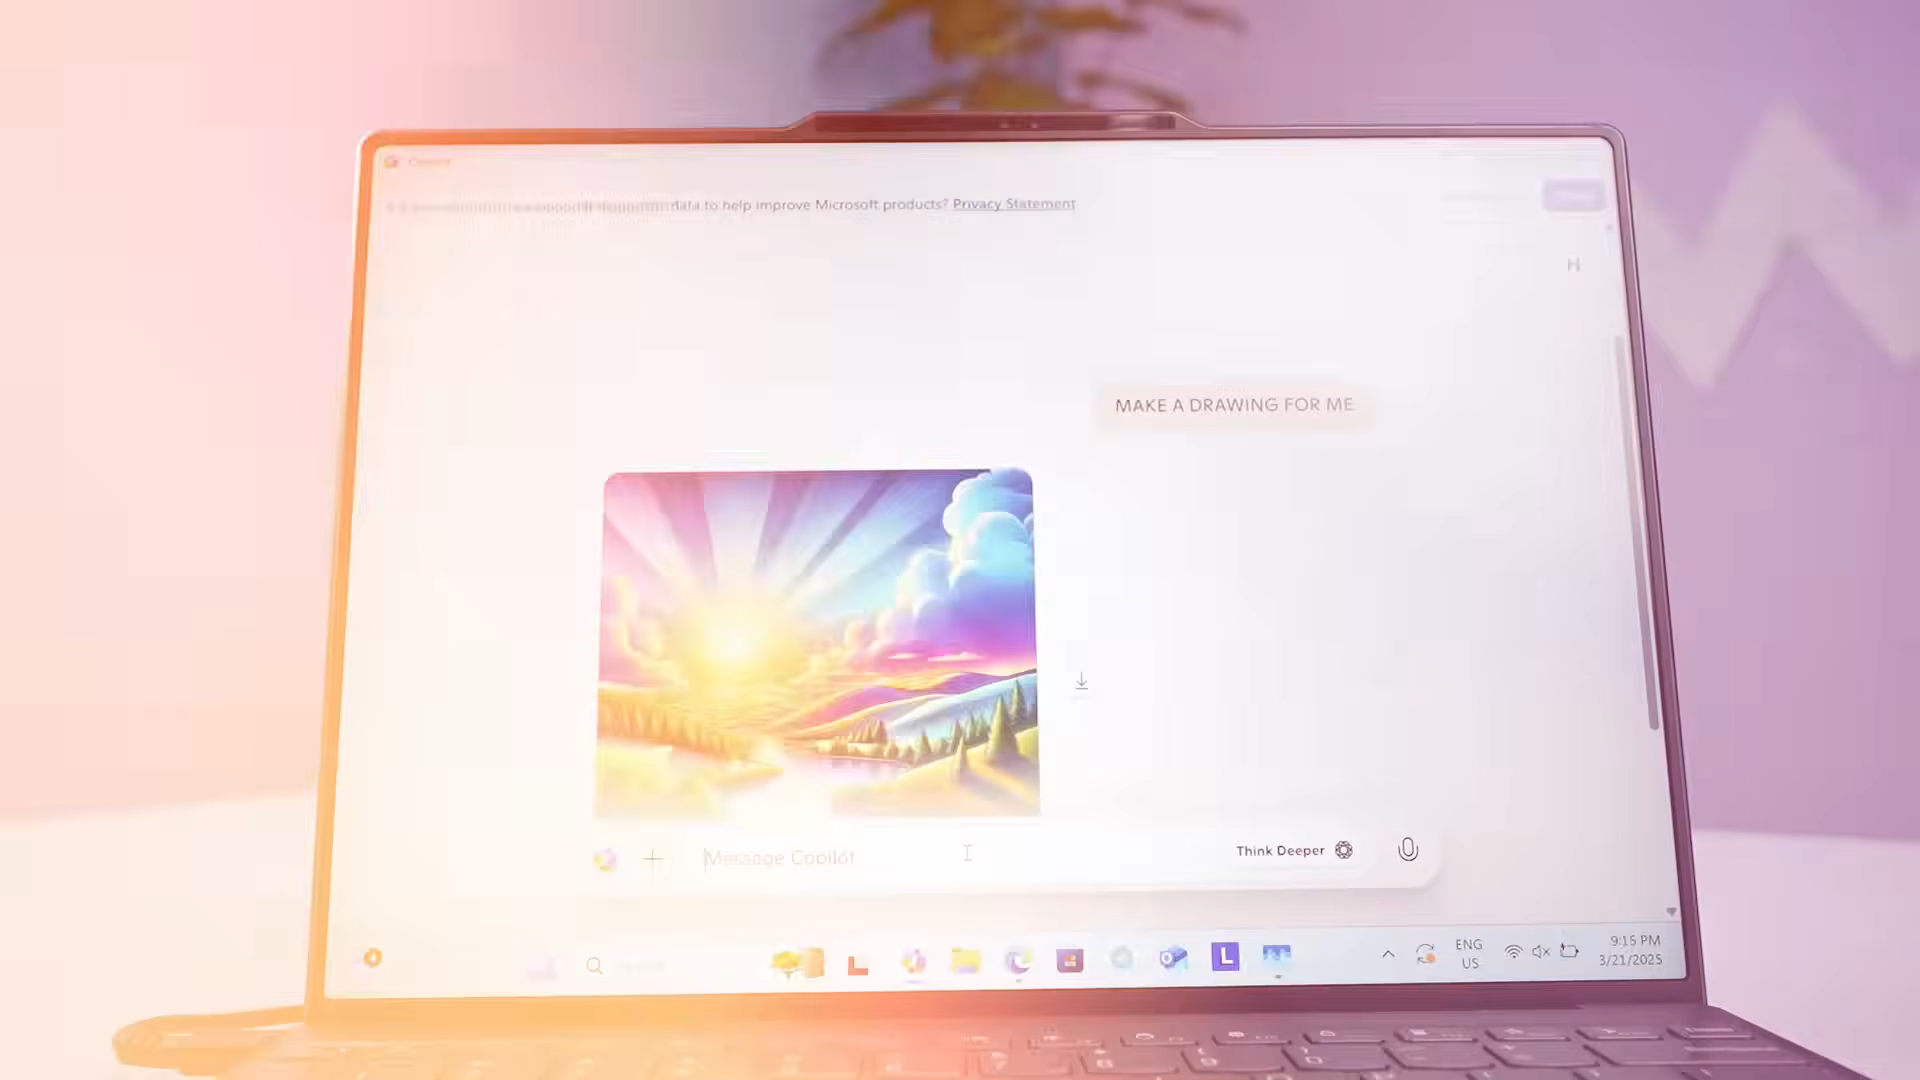 Copilot
data to help improve Microsoft products? Privacy Statement
H
MAKE A DRAWING FOR ME
Message Copilot
Think Deeper
L
ENG
US
9:15 PM
3/21/2025